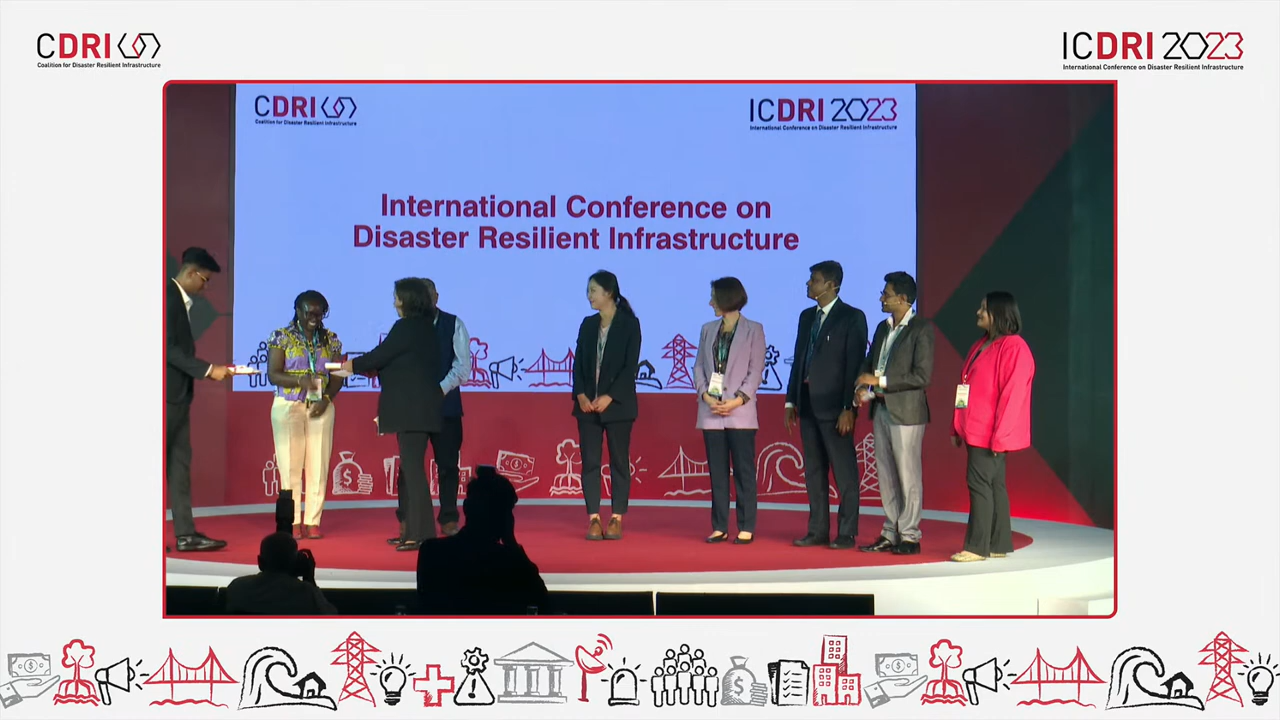 CDRI
Coalition for Disaster Resilient Infrastructure
ICDRI 2023
International Conference on Disaster Resilient Infrastructure
CDRI
Coalition for Disaster Resilient Infrastructure
ICDRI 2023
International Conference on Disaster Resilient Infrastructure
International Conference on
Disaster Resilient Infrastructure